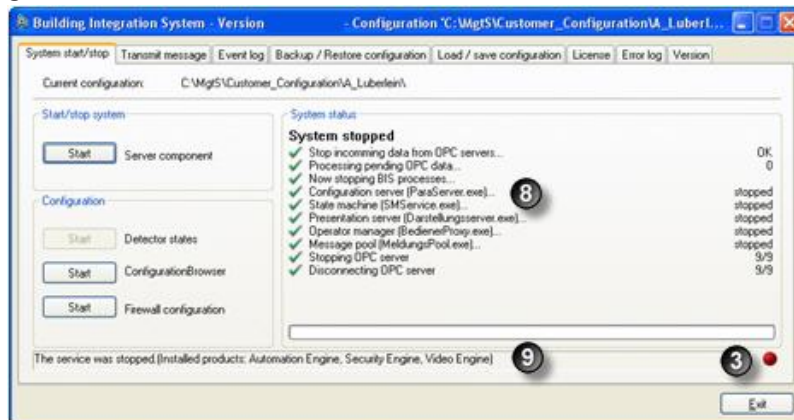 Building Integration System - Version - Configuration "C:\MgtS\Customer_Configuration\A_Luberl...
System start/stop Transmit message Event log Backup / Restore configuration Load / save configuration License Error log Version
Current configuration: C:\MgtS\Customer_Configuration\A_Luberlein\
Start/stop system
Start Server component
Configuration
Start Detector states
Start ConfigurationBrowser
Start Firewall configuration
System status
System stopped
Stop incomming data from OPC servers... OK
Processing pending OPC data... 0
Now stopping BIS processes...
Configuration server (ParaServer.exe)... stopped
8
State machine (SMService.exe)... stopped
Presentation server (Darstellungsserver.exe)... stopped
Operator manager (BedienerProxy.exe)... stopped
Message pool (MeldungsPool.exe)... stopped
Stopping OPC server 9/9
Disconnecting OPC server 9/9
The service was stopped.(Installed products: Automation Engine, Security Engine, Video Engine) 9 3
Exit